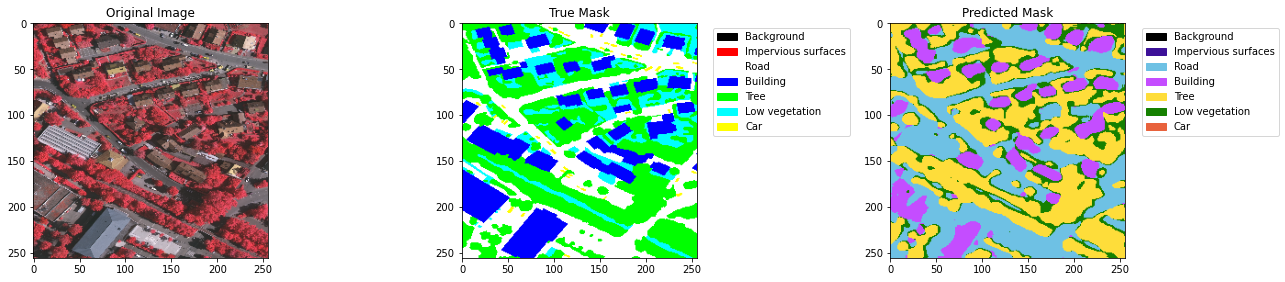 Original Image
True Mask
Predicted Mask
0
50
100
150
200
250
0 50 100 150 200 250
0
50
100
150
200
250
0 50 100 150 200 250
Background
Impervious surfaces
Road
Building
Tree
Low vegetation
Car
0
50
100
150
200
250
0 50 100 150 200 250
Background
Impervious surfaces
Road
Building
Tree
Low vegetation
Car